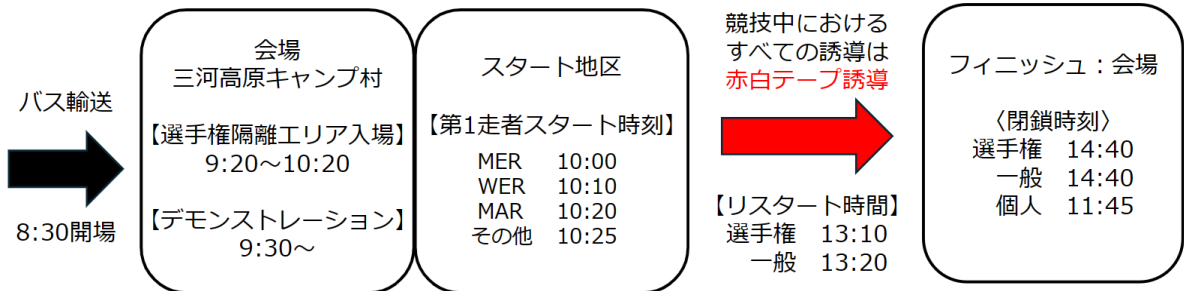 バス輸送
8:30開場
会場
三河高原キャンプ村
【選手権隔離エリア入場】
9:20～10:20
【デモンストレーション】
9:30～
スタート地区
【第1走者スタート時刻】
MER 10:00
WER 10:10
MAR 10:20
その他 10:25
競技中における
すべての誘導は
赤白テープ誘導
【リスタート時間】
選手権 13:10
一般 13:20
フィニッシュ：会場
〈閉鎖時刻〉
選手権 14:40
一般 14:40
個人 11:45